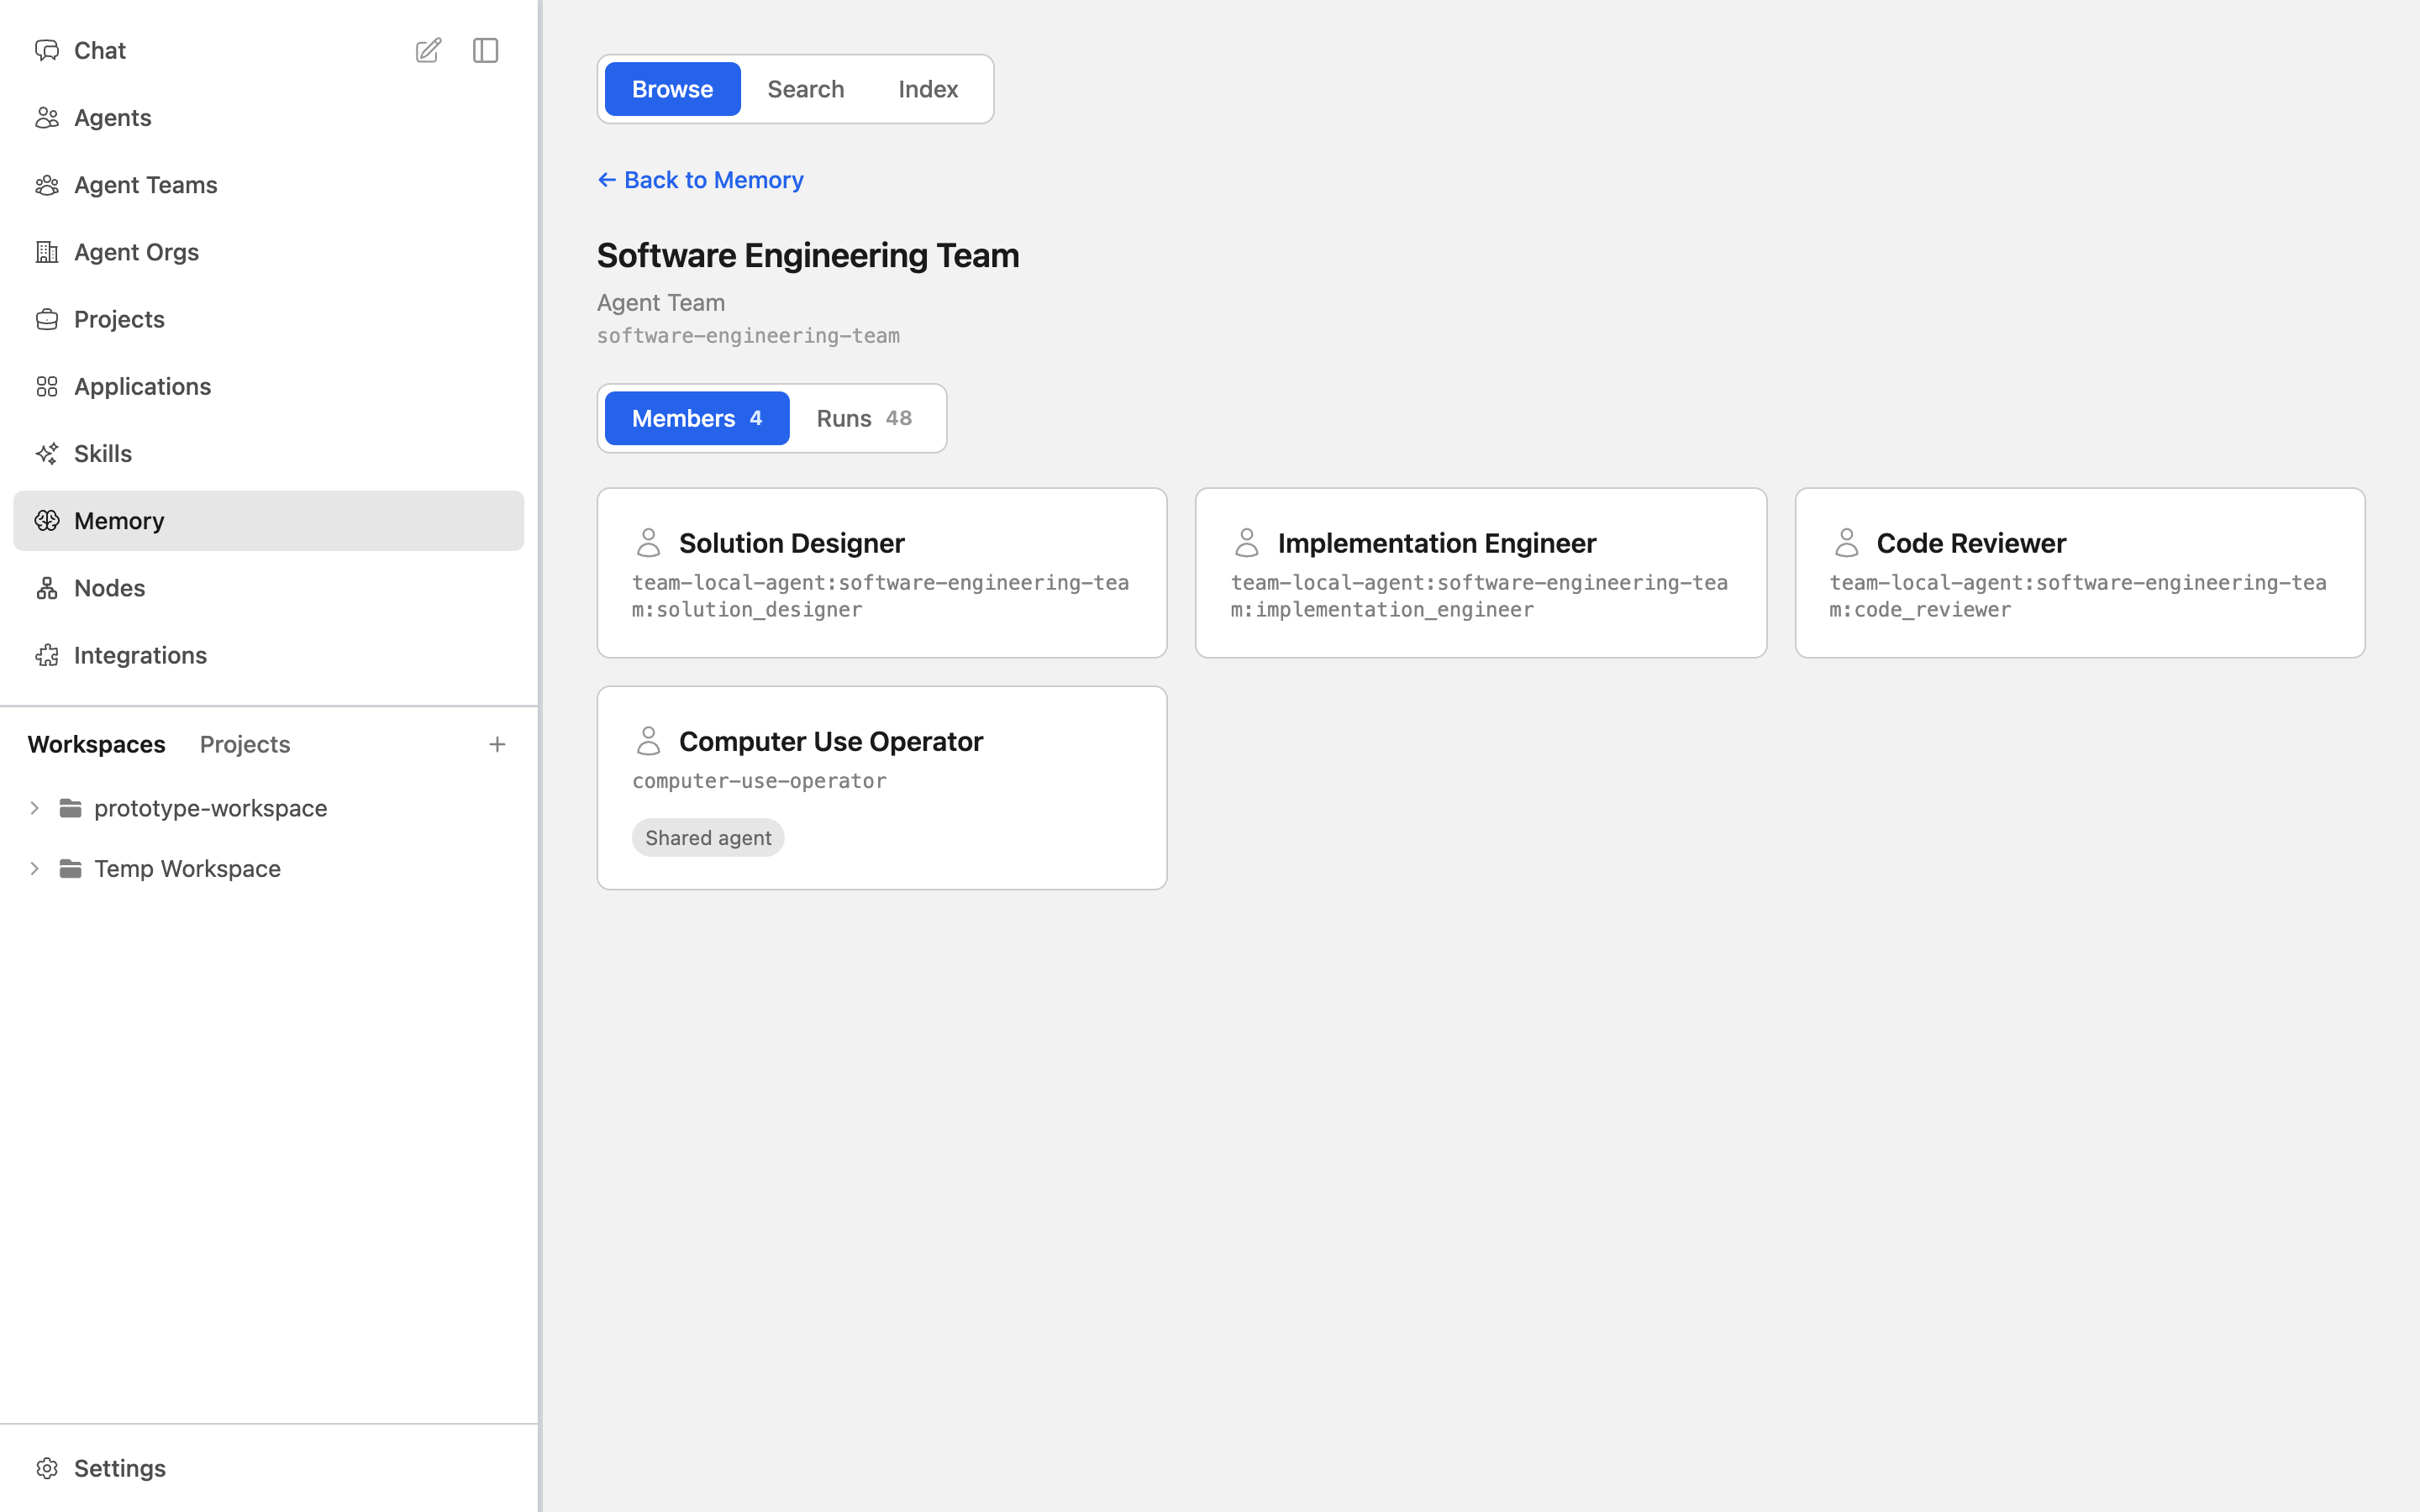 Chat
Agents
Agent Teams
Agent Orgs
Projects
Applications
Skills
Memory
Nodes
Integrations
Workspaces Projects
prototype-workspace
Temp Workspace
Settings
Browse Search Index
← Back to Memory
Software Engineering Team
Agent Team
software-engineering-team
Members 4 Runs 48
Solution Designer
team-local-agent:software-engineering-tea
m:solution_designer
Implementation Engineer
team-local-agent:software-engineering-tea
m:implementation_engineer
Code Reviewer
team-local-agent:software-engineering-tea
m:code_reviewer
Computer Use Operator
computer-use-operator
Shared agent